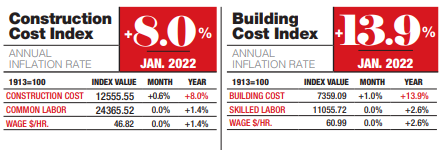 Construction
Cost Index
+8.0%
ANNUAL
INFLATION RATE
JAN. 2022
1913=100 INDEX VALUE MONTH YEAR
CONSTRUCTION COST 12555.55 +0.6% +8.0%
COMMON LABOR 24365.52 0.0% +1.4%
WAGE $/HR. 46.82 0.0% +1.4%
Building
Cost Index
+13.9%
ANNUAL
INFLATION RATE
JAN. 2022
1913=100 INDEX VALUE MONTH YEAR
BUILDING COST 7359.09 +1.0% +13.9%
SKILLED LABOR 11055.72 0.0% +2.6%
WAGE $/HR. 60.99 0.0% +2.6%